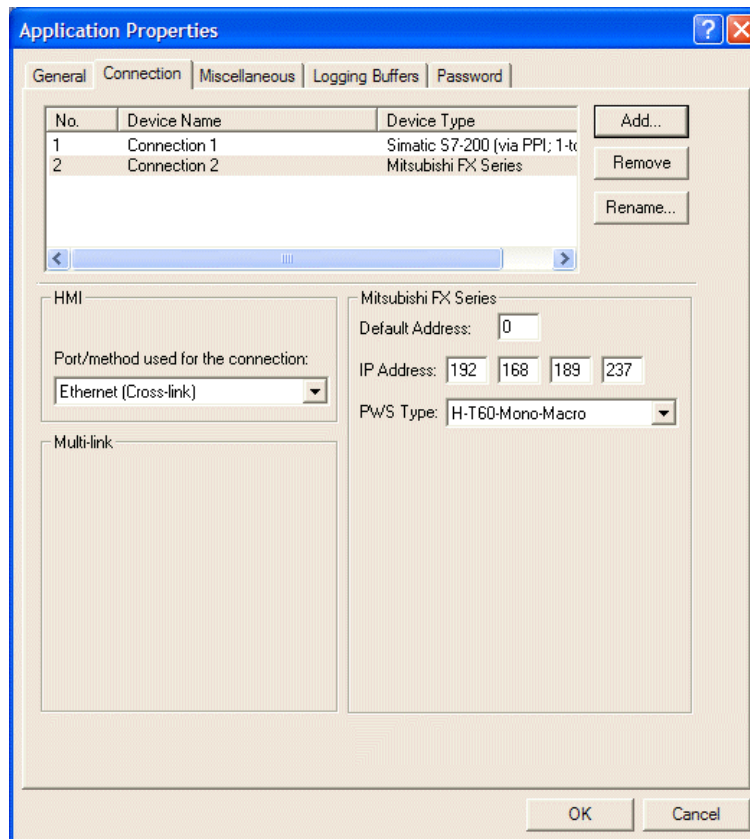 Application Properties
General Connection Miscellaneous Logging Buffers Password
No. Device Name Device Type
1 Connection 1 Simatic S7-200 (via PPI; 1-to
2 Connection 2 Mitsubishi FX Series
Add...
Remove
Rename...
HMI
Port/method used for the connection:
Ethernet (Cross-link)
Multi-link
Mitsubishi FX Series
Default Address: 0
IP Address: 192 168 189 237
PWS Type: H-T60-Mono-Macro
OK Cancel